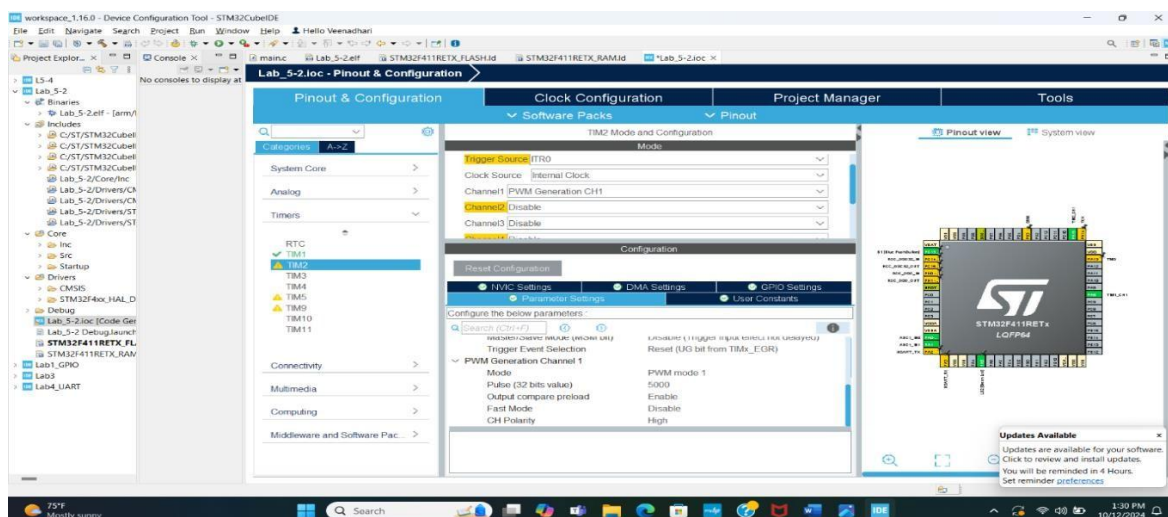 workspace_1.16.0 - Device Configuration Tool - STM32CubeIDE
File Edit Navigate Search Project Run Window Help Hello Veenadhari
Project Explor... Console main.c Lab_5-2.elf STM32F411RETX_FLASH.ld STM32F411RETX_RAM.ld *Lab_5-2.ioc
No consoles to display at
L5-4
Lab_5-2
Binaries
Lab_5-2.elf - [arm/l
Includes
C:/ST/STM32CubeI
C:/ST/STM32CubeI
C:/ST/STM32CubeI
C:/ST/STM32CubeI
Lab_5-2/Core/Inc
Lab_5-2/Drivers/CM
Lab_5-2/Drivers/CM
Lab_5-2/Drivers/ST
Lab_5-2/Drivers/ST
Core
Inc
Src
Startup
Drivers
CMSIS
STM32F4xx_HAL_D
Debug
Lab_5-2.ioc [Code Ger
Lab_5-2 Debug.launch
STM32F411RETX_FL
STM32F411RETX_RAM
Lab1_GPIO
Lab3
Lab4_UART
Lab_5-2.ioc - Pinout & Configuration
Pinout & Configuration Clock Configuration Project Manager Tools
Software Packs Pinout
Categories A->Z
System Core
Analog
Timers
RTC
TIM1
TIM2
TIM3
TIM4
TIM5
TIM9
TIM10
TIM11
Connectivity
Multimedia
Computing
Middleware and Software Pac...
TIM2 Mode and Configuration
Mode
Trigger Source ITR0
Clock Source Internal Clock
Channel1 PWM Generation CH1
Channel2 Disable
Channel3 Disable
Configuration
Reset Configuration
NVIC Settings DMA Settings GPIO Settings
Parameter Settings User Constants
Configure the below parameters :
Search (Ctrl+F)
Master/Slave Mode (MSM bit) Disable (Trigger input effect not delayed)
Trigger Event Selection Reset (UG bit from TIMx_EGR)
PWM Generation Channel 1
Mode PWM mode 1
Pulse (32 bits value) 5000
Output compare preload Enable
Fast Mode Disable
CH Polarity High
Pinout view System view
STM32F411RETx
LQFP64
Updates Available
Updates are available for your software.
Click to review and install updates.
You will be reminded in 4 Hours.
Set reminder preferences
75°F
Mostly sunny
Search
IDE
1:30 PM
10/12/2024